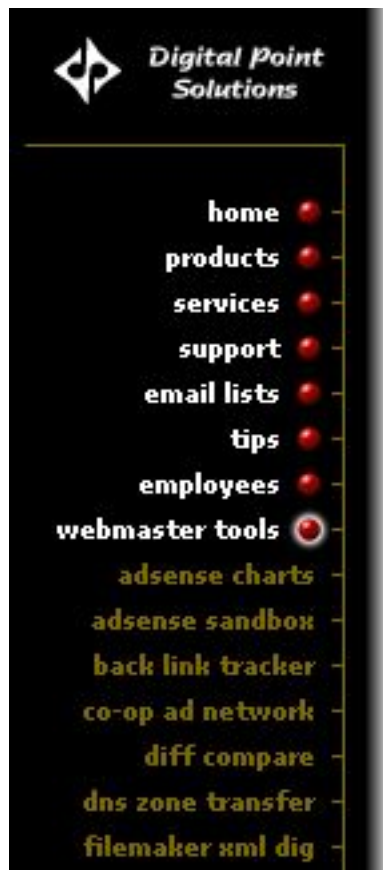 Digital Point
Solutions
home
products
services
support
email lists
tips
employees
webmaster tools
adsense charts
adsense sandbox
back link tracker
co-op ad network
diff compare
dns zone transfer
filemaker xml dig